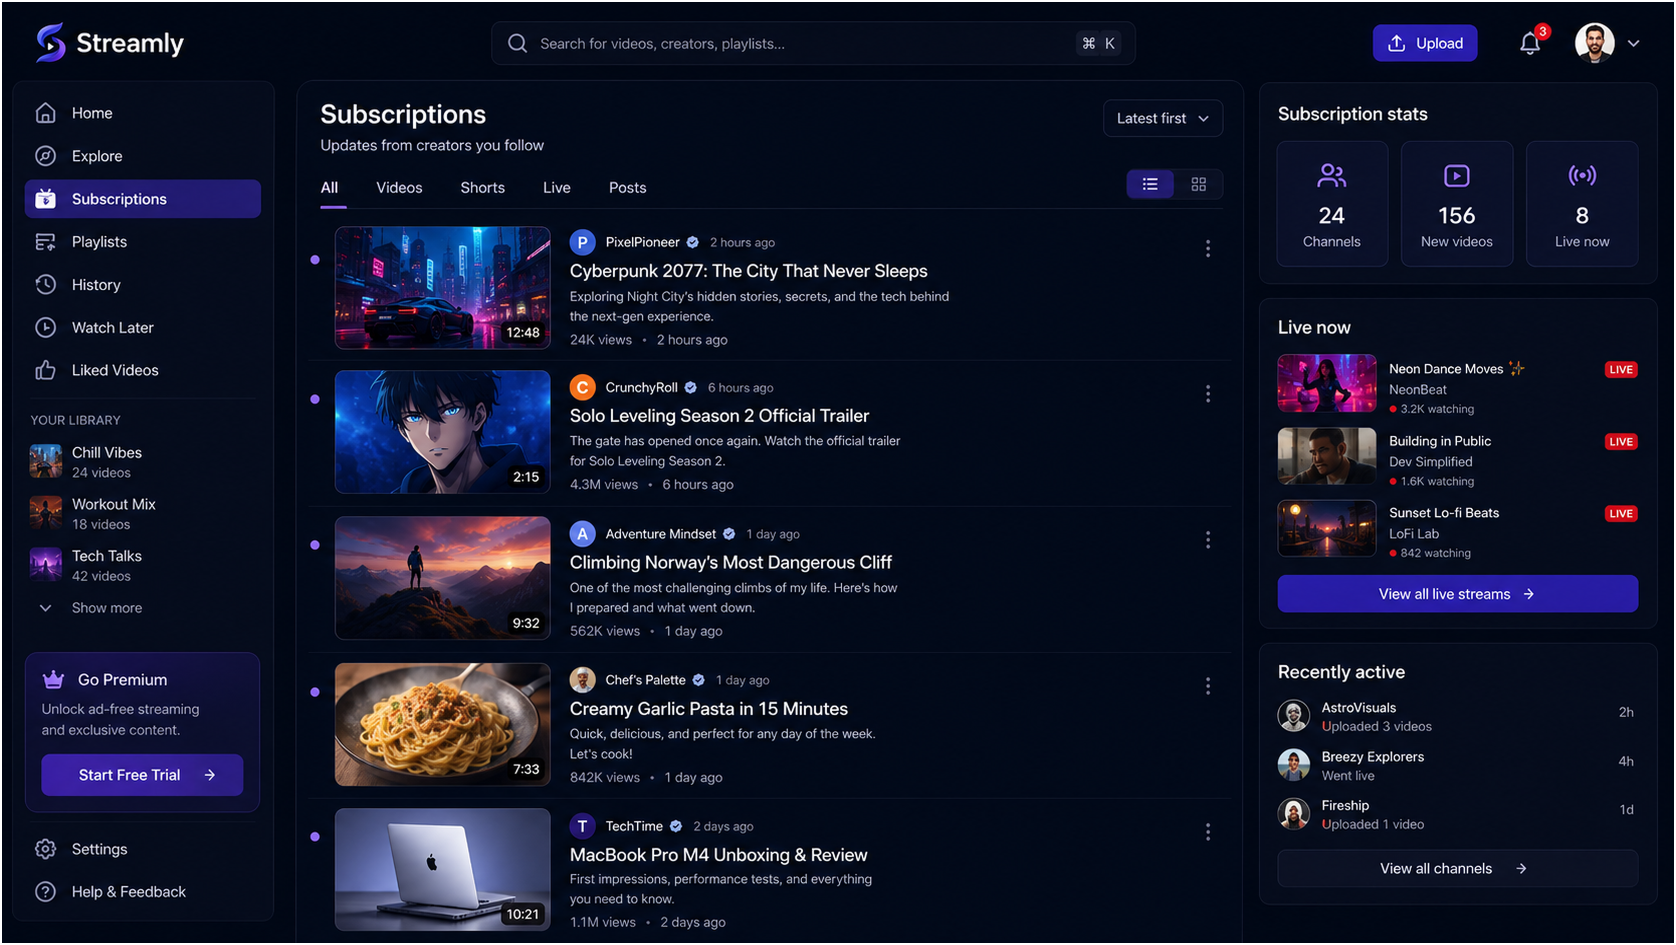 Streamly
Search for videos, creators, playlists...
⌘ K
Upload
3
Home
Explore
Subscriptions
Playlists
History
Watch Later
Liked Videos
YOUR LIBRARY
Chill Vibes
24 videos
Workout Mix
18 videos
Tech Talks
42 videos
Show more
Go Premium
Unlock ad-free streaming
and exclusive content.
Start Free Trial →
Settings
Help & Feedback
Subscriptions
Updates from creators you follow
Latest first
All Videos Shorts Live Posts
12:48
P PixelPioneer 2 hours ago
Cyberpunk 2077: The City That Never Sleeps
Exploring Night City's hidden stories, secrets, and the tech behind
the next-gen experience.
24K views • 2 hours ago
2:15
C CrunchyRoll 6 hours ago
Solo Leveling Season 2 Official Trailer
The gate has opened once again. Watch the official trailer
for Solo Leveling Season 2.
4.3M views • 6 hours ago
9:32
A Adventure Mindset 1 day ago
Climbing Norway's Most Dangerous Cliff
One of the most challenging climbs of my life. Here's how
I prepared and what went down.
562K views • 1 day ago
7:33
Chef's Palette 1 day ago
Creamy Garlic Pasta in 15 Minutes
Quick, delicious, and perfect for any day of the week.
Let's cook!
842K views • 1 day ago
10:21
T TechTime 2 days ago
MacBook Pro M4 Unboxing & Review
First impressions, performance tests, and everything
you need to know.
1.1M views • 2 days ago
Subscription stats
24
Channels
156
New videos
8
Live now
Live now
Neon Dance Moves ✨ LIVE
NeonBeat
3.2K watching
Building in Public LIVE
Dev Simplified
1.6K watching
Sunset Lo-fi Beats LIVE
LoFi Lab
842 watching
View all live streams →
Recently active
AstroVisuals 2h
Uploaded 3 videos
Breezy Explorers 4h
Went live
Fireship 1d
Uploaded 1 video
View all channels →